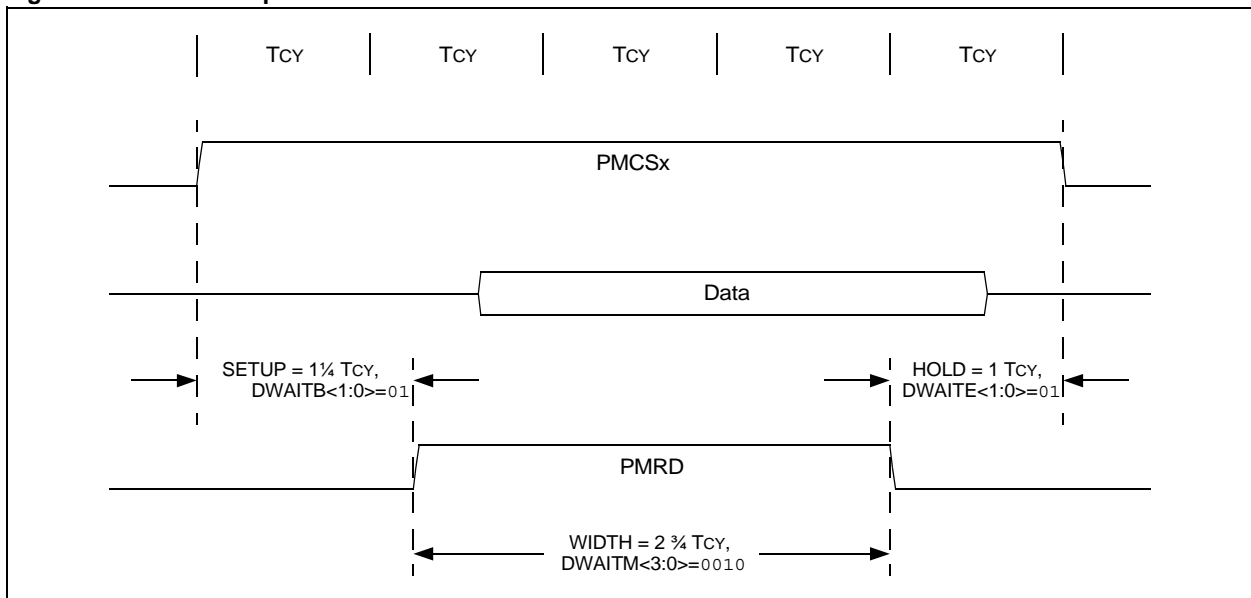 TCY TCY TCY TCY TCY
PMCSx
Data
SETUP = 1¼ TCY,
DWAITB<1:0>=01
HOLD = 1 TCY,
DWAITE<1:0>=01
PMRD
WIDTH = 2 ¾ TCY,
DWAITM<3:0>=0010